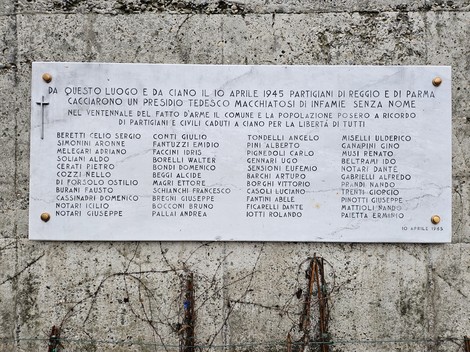 DA QUESTO LUOGO E DA CIANO IL 10 APRILE 1945 PARTIGIANI DI REGGIO E DI PARMA
CACCIARONO UN PRESIDIO TEDESCO MACCHIATOSI DI INFAMIE SENZA NOME
NEL VENTENNALE DEL FATTO D'ARME IL COMUNE E LA POPOLAZIONE POSERO A RICORDO
DI PARTIGIANI E CIVILI CADUTI A CIANO PER LA LIBERTÀ DI TUTTI
BERETTI CELIO SERGIO
SIMONINI ARONNE
MELEGARI ADRIANO
SOLIANI ALDO
CERATI PIETRO
COZZI NELLO
DI FORSOLO OSTILIO
BURANI FAUSTO
CASSINADRI DOMENICO
NOTARI ICILIO
NOTARI GIUSEPPE
CONTI GIULIO
FANTUZZI EMIDIO
PACCINI IDRIS
BORELLI WALTER
BONDI DOMENICO
BEGGI ALCIDE
MAGRI ETTORE
SCHIANCHI FRANCESCO
BREGNI GIUSEPPE
BOCCONI BRUNO
PALLAI ANDREA
TONDELLI ANGELO
PINI ALBERTO
PIGNEDOLI CARLO
GENNARI UGO
SENSIONI EUFEMIO
BARCHI ARTURO
BORGHI VITTORIO
CASOLI LUCIANO
FANTINI ABELE
FICARELLI DANTE
IOTTI ROLANDO
MISELLI ULDERICO
GANAPINI GINO
MUSI RENATO
BELTRAMI IDO
NOTARI DANTE
GABRIELLI ALFREDO
PRANDI NANDO
TRENTI GIORGIO
PINOTTI GIUSEPPE
MATTIOLI NANDO
PAIETTA ERMINIO
10 APRILE 1965